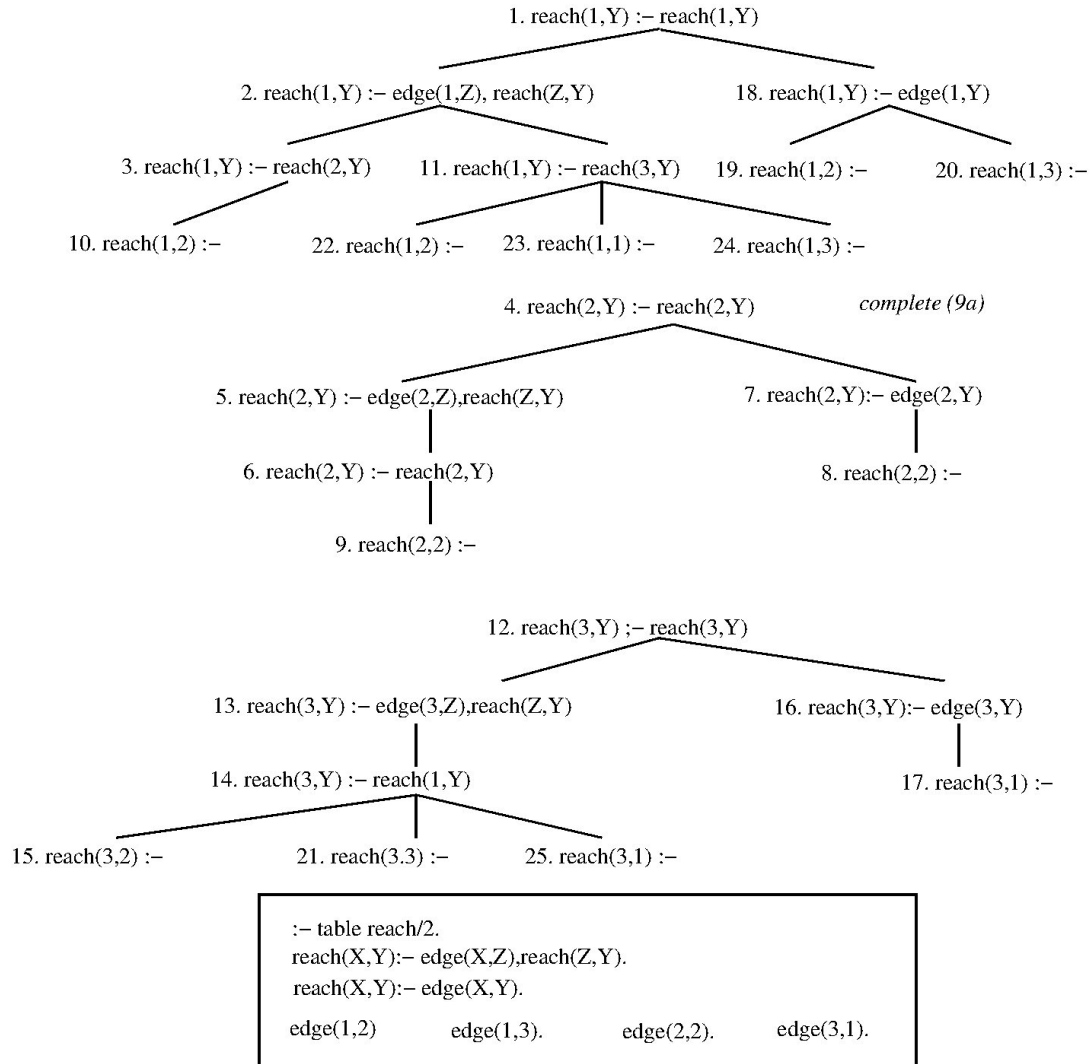 1. reach(1,Y) :− reach(1,Y)
2. reach(1,Y) :− edge(1,Z), reach(Z,Y)
18. reach(1,Y) :− edge(1,Y)
3. reach(1,Y) :− reach(2,Y)
11. reach(1,Y) :− reach(3,Y)
19. reach(1,2) :−
20. reach(1,3) :−
10. reach(1,2) :−
22. reach(1,2) :−
23. reach(1,1) :−
24. reach(1,3) :−
4. reach(2,Y) :− reach(2,Y)
complete (9a)
5. reach(2,Y) :− edge(2,Z),reach(Z,Y)
7. reach(2,Y):− edge(2,Y)
6. reach(2,Y) :− reach(2,Y)
8. reach(2,2) :−
9. reach(2,2) :−
12. reach(3,Y) ;− reach(3,Y)
13. reach(3,Y) :− edge(3,Z),reach(Z,Y)
16. reach(3,Y):− edge(3,Y)
14. reach(3,Y) :− reach(1,Y)
17. reach(3,1) :−
15. reach(3,2) :−
21. reach(3.3) :−
25. reach(3,1) :−
:− table reach/2.
reach(X,Y):− edge(X,Z),reach(Z,Y).
reach(X,Y):− edge(X,Y).
edge(1,2) edge(1,3). edge(2,2). edge(3,1).